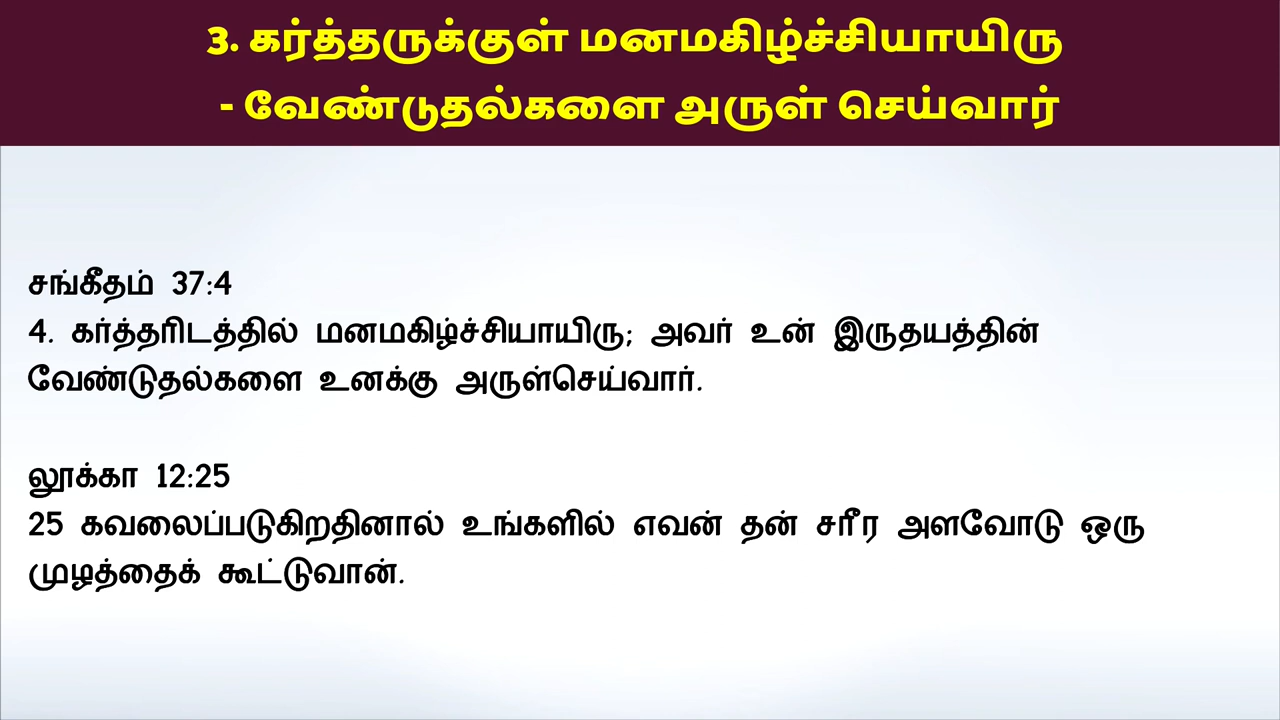 3. கர்த்தருக்குள் மனமகிழ்ச்சியாயிரு
- வேண்டுதல்களை அருள் செய்வார்
சங்கீதம் 37:4
4. கர்த்தரிடத்தில் மனமகிழ்ச்சியாயிரு; அவர் உன் இருதயத்தின்
வேண்டுதல்களை உனக்கு அருள்செய்வார்.
லூக்கா 12:25
25 கவலைப்படுகிறதினால் உங்களில் எவன் தன் சரீர அளவோடு ஒரு
முழத்தைக் கூட்டுவான்.